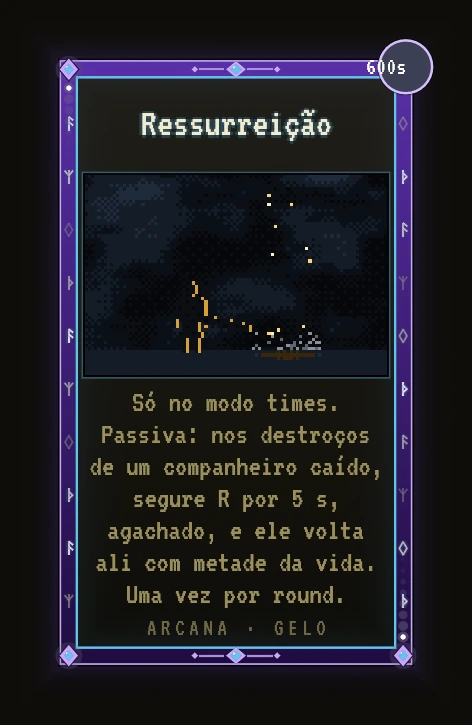 600s
Ressurreição
Só no modo times.
Passiva: nos destroços
de um companheiro caído,
segure R por 5 s,
agachado, e ele volta
ali com metade da vida.
Uma vez por round.
ARCANA · GELO